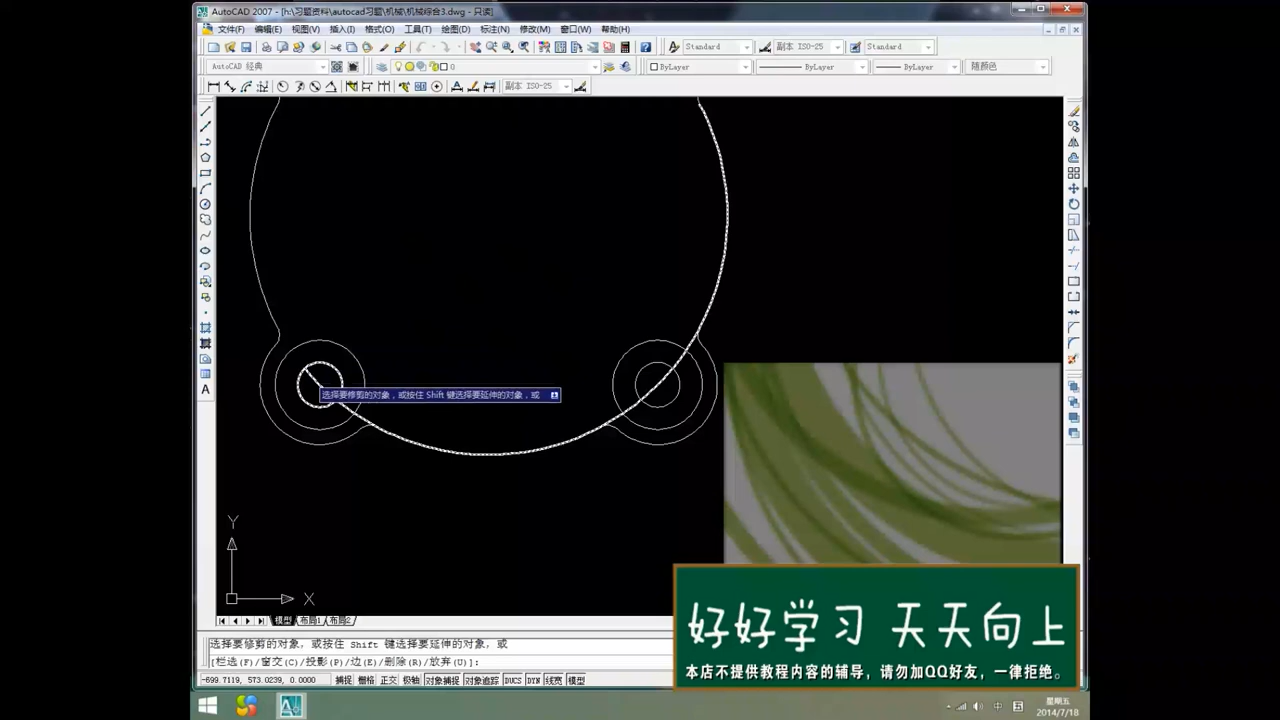 AutoCAD 2007 - [h:\习题资料\autocad习题\机械\机械综合3.dwg - 只读]
文件(F) 编辑(E) 视图(V) 插入(I) 格式(O) 工具(T) 绘图(D) 标注(N) 修改(M) 窗口(W) 帮助(H)
Standard 副本 ISO-25 Standard
AutoCAD 经典 0 ByLayer ByLayer ByLayer 随颜色
副本 ISO-25
A
选择要修剪的对象，或按住 Shift 键选择要延伸的对象，或
Y
X
模型 布局1 布局2
选择要修剪的对象，或按住 Shift 键选择要延伸的对象，或
[栏选(F)/窗交(C)/投影(P)/边(E)/删除(R)/放弃(U)]:
-699.7119, 573.0239, 0.0000 捕捉 栅格 正交 极轴 对象捕捉 对象追踪 DUCS DYN 线宽 模型
好好学习 天天向上
本店不提供教程内容的辅导，请勿加QQ好友，一律拒绝。
中 五
星期五
2014/7/18